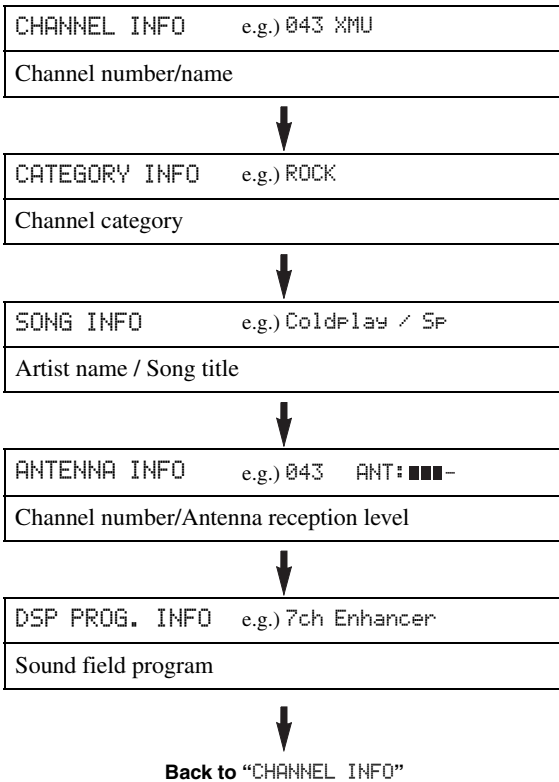 CHANNEL INFO e.g.) 043 XMU
Channel number/name
CATEGORY INFO e.g.) ROCK
Channel category
SONG INFO e.g.) Coldplay / Sp
Artist name / Song title
ANTENNA INFO e.g.) 043 ANT:■■■-
Channel number/Antenna reception level
DSP PROG. INFO e.g.) 7ch Enhancer
Sound field program
Back to “CHANNEL INFO”